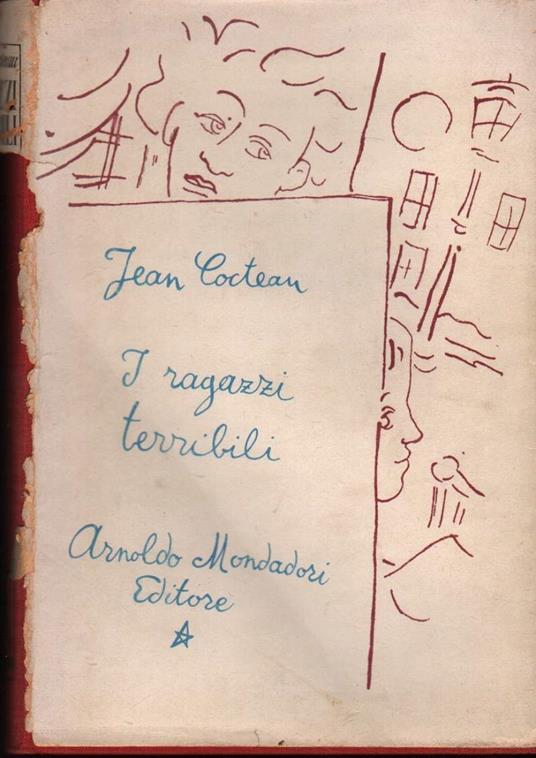 Jean Cocteau
I ragazzi
terribili
Arnoldo Mondadori
Editore